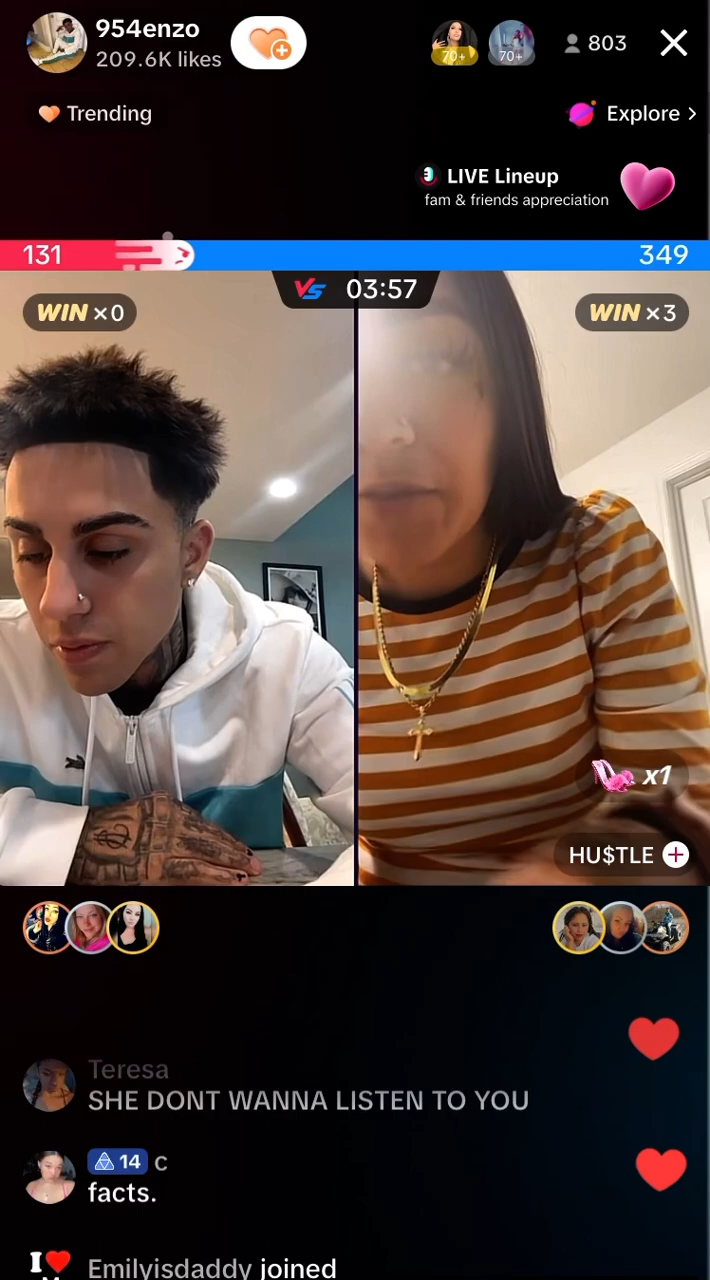 954enzo
209.6K likes
70+
70+
803
Trending
Explore >
LIVE Lineup
fam & friends appreciation
131
349
VS 03:57
WIN ×0
WIN ×3
x1
HU$TLE
Teresa
SHE DONT WANNA LISTEN TO YOU
14 C
facts.
I
Emilyisdaddy joined